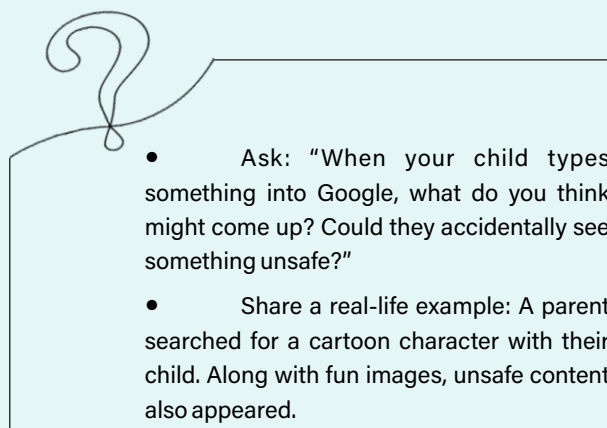 • Ask: “When your child types
something into Google, what do you think
might come up? Could they accidentally see
something unsafe?”
• Share a real-life example: A parent
searched for a cartoon character with their
child. Along with fun images, unsafe content
also appeared.